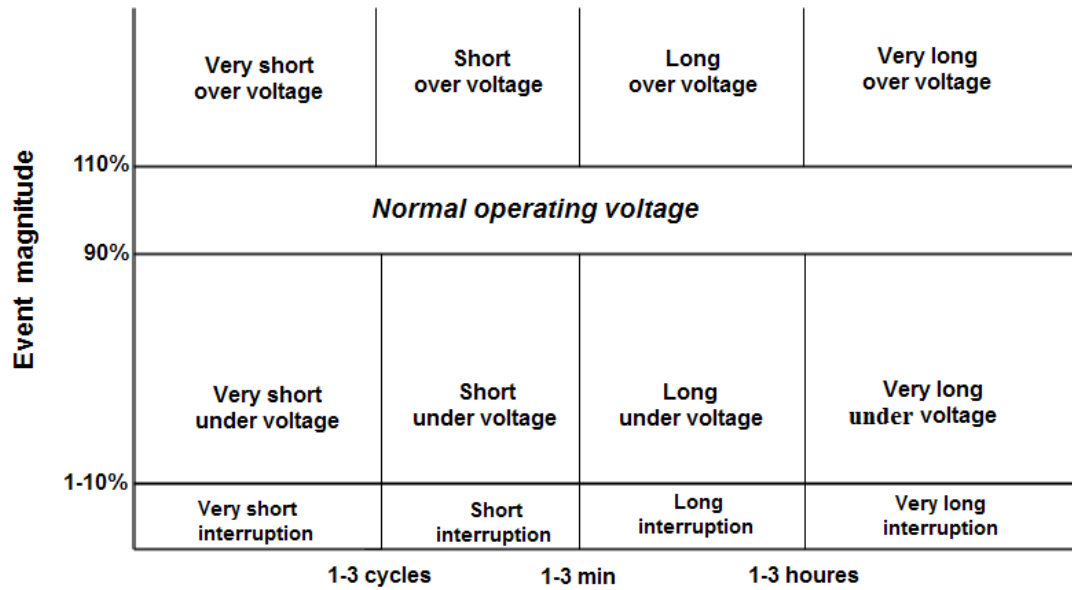 Event magnitude
Very short
over voltage
Short
over voltage
Long
over voltage
Very long
over voltage
110%
Normal operating voltage
90%
Very short
under voltage
Short
under voltage
Long
under voltage
Very long
under voltage
1-10%
Very short
interruption
Short
interruption
Long
interruption
Very long
interruption
1-3 cycles
1-3 min
1-3 houres